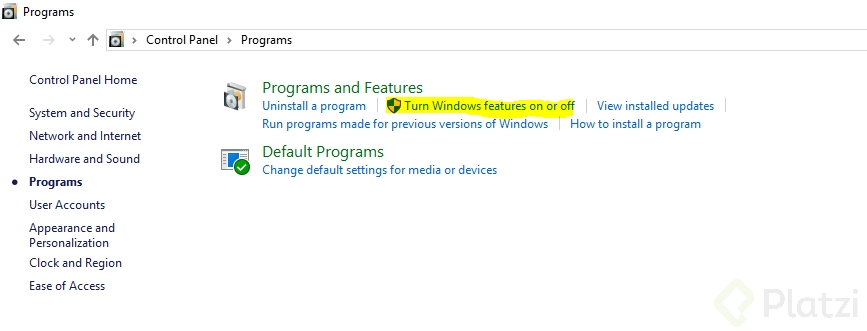 Programs
Control Panel > Programs
Control Panel Home
System and Security
Network and Internet
Hardware and Sound
Programs
User Accounts
Appearance and
Personalization
Clock and Region
Ease of Access
Programs and Features
Uninstall a program | Turn Windows features on or off | View installed updates |
Run programs made for previous versions of Windows | How to install a program
Default Programs
Change default settings for media or devices
Platzi